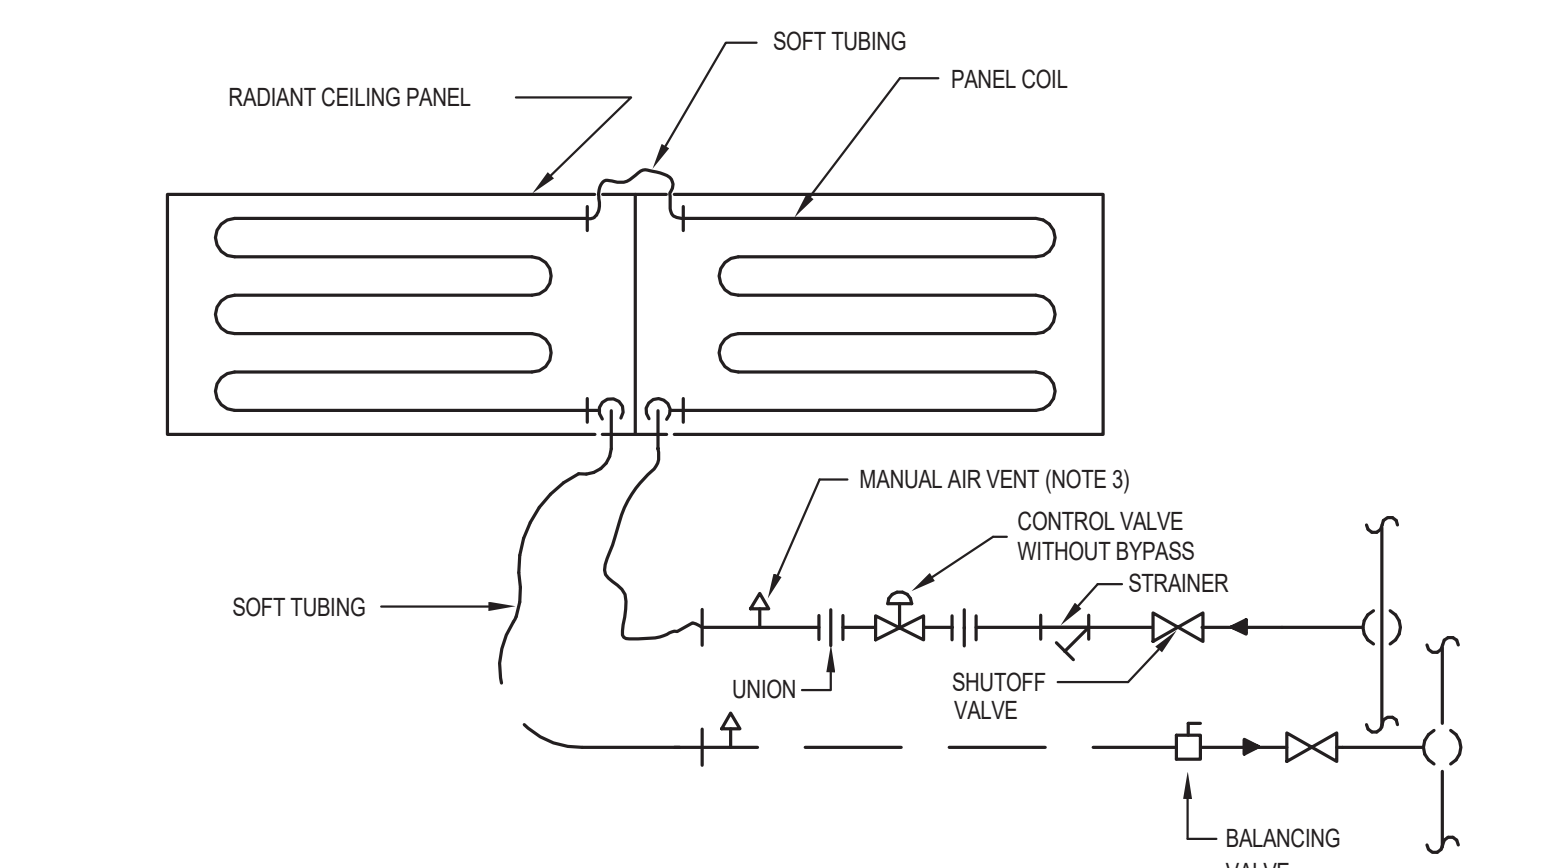 SOFT TUBING
PANEL COIL
RADIANT CEILING PANEL
MANUAL AIR VENT (NOTE 3)
CONTROL VALVE
WITHOUT BYPASS
STRAINER
SOFT TUBING
UNION
SHUTOFF
VALVE
BALANCING
VALVE